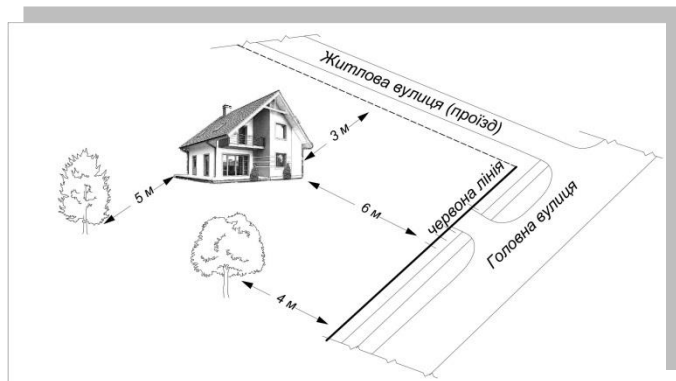 Житлова вулиця (проїзд)
3 м
5 м
6 м
червона лінія
Головна вулиця
4 м